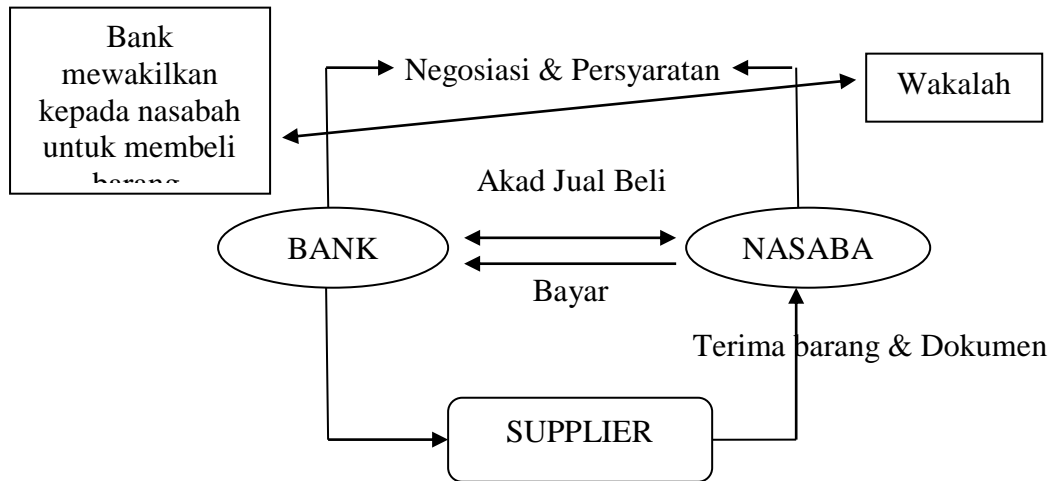 Bank
mewakilkan
kepada nasabah
untuk membeli
barang
Negosiasi & Persyaratan
Wakalah
Akad Jual Beli
BANK
NASABA
Bayar
Terima barang & Dokumen
SUPPLIER